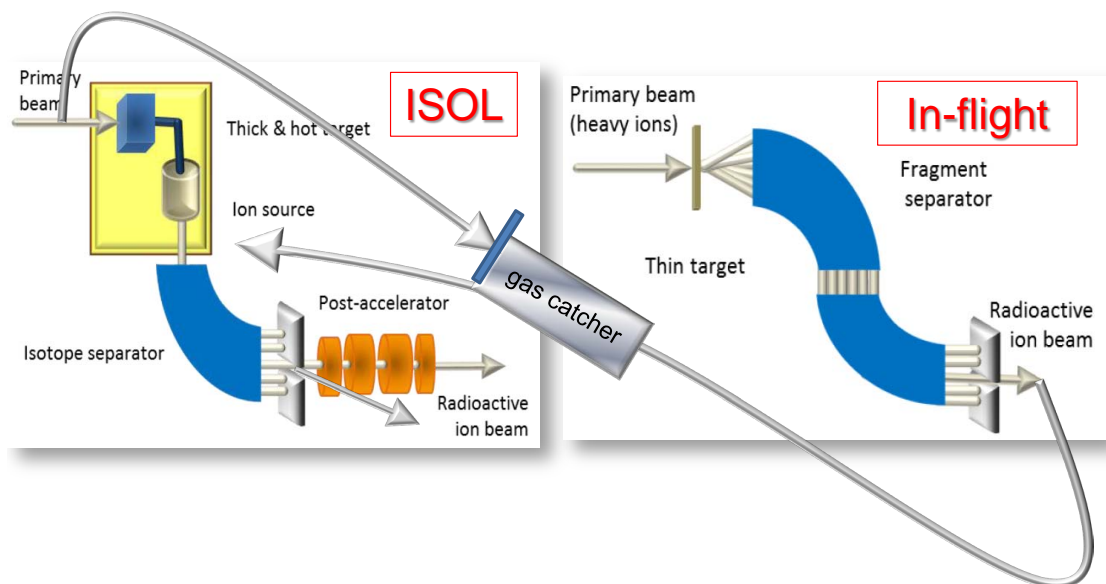 ISOL
Primary
beam
Thick & hot target
Ion source
Isotope separator
Post-accelerator
Radioactive
ion beam
gas catcher
In-flight
Primary beam
(heavy ions)
Fragment
separator
Thin target
Radioactive
ion beam